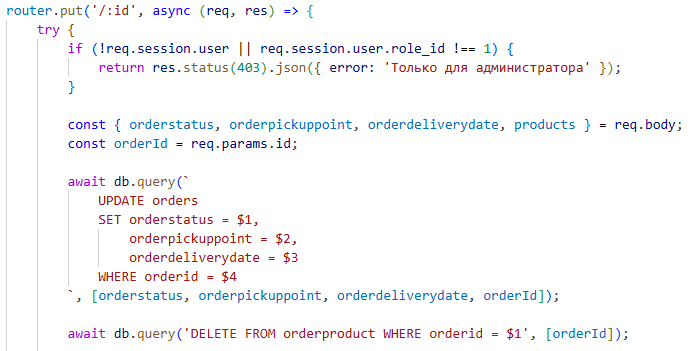 router.put('/:id', async (req, res) => {
try {
if (!req.session.user || req.session.user.role_id !== 1) {
return res.status(403).json({ error: 'Только для администратора' });
}
const { orderstatus, orderpickuppoint, orderdeliverydate, products } = req.body;
const orderId = req.params.id;
await db.query(`
UPDATE orders
SET orderstatus = $1,
orderpickuppoint = $2,
orderdeliverydate = $3
WHERE orderid = $4
`, [orderstatus, orderpickuppoint, orderdeliverydate, orderId]);
await db.query('DELETE FROM orderproduct WHERE orderid = $1', [orderId]);